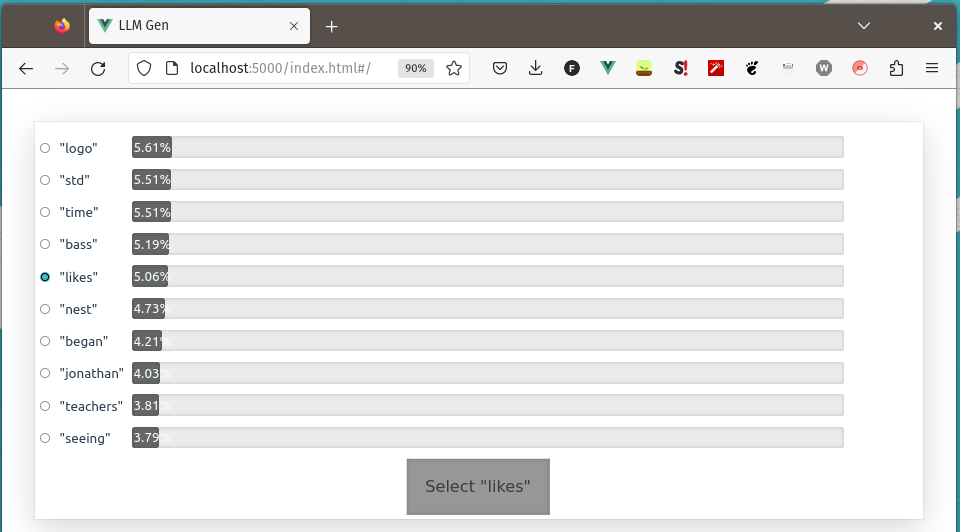 LLM Gen
localhost:5000/index.html#/ 90%
"logo" 5.61%
"std" 5.51%
"time" 5.51%
"bass" 5.19%
"likes" 5.06%
"nest" 4.73%
"began" 4.21%
"jonathan" 4.03%
"teachers" 3.81%
"seeing" 3.79%
Select "likes"